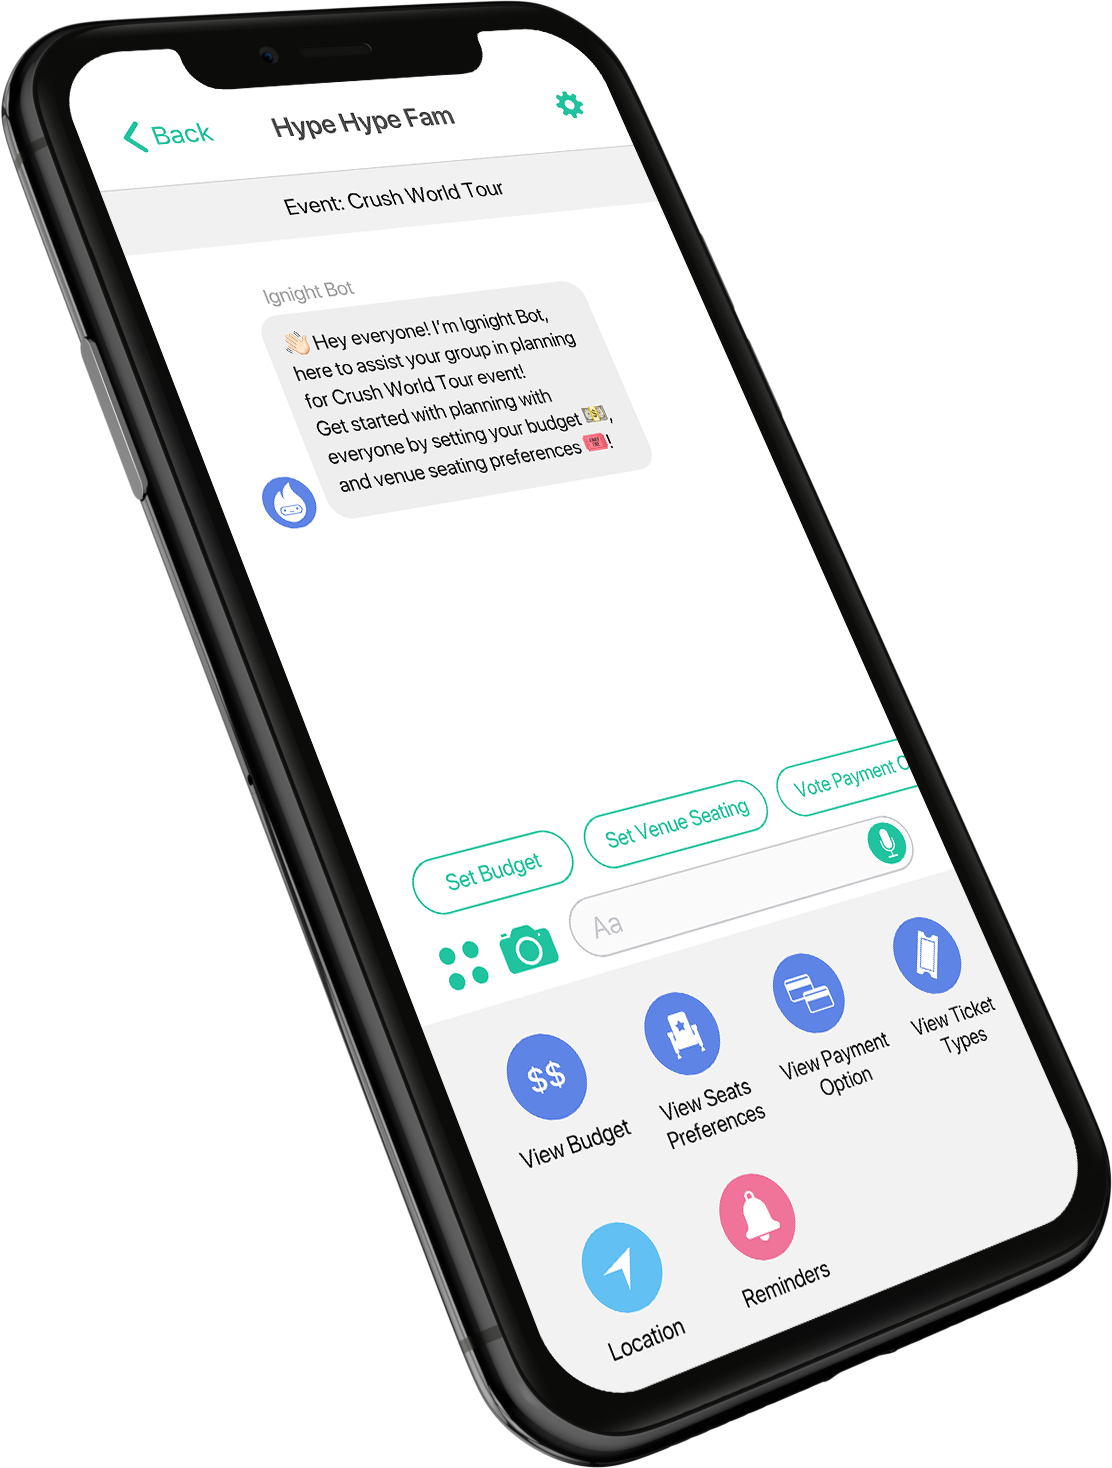 Back
Hype Hype Fam
Event: Crush World Tour
Ignight Bot
👋🏻 Hey everyone! I'm Ignight Bot,
here to assist your group in planning
for Crush World Tour event!
Get started with planning with
everyone by setting your budget 💵,
and venue seating preferences 🎟!
Set Budget
Set Venue Seating
Vote Payment
Aa
$$
View Budget
View Seats
Preferences
View Payment
Option
View Ticket
Types
Location
Reminders